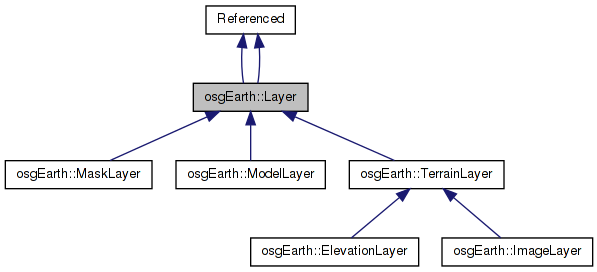 Referenced
osgEarth::Layer
osgEarth::MaskLayer
osgEarth::ModelLayer
osgEarth::TerrainLayer
osgEarth::ElevationLayer
osgEarth::ImageLayer